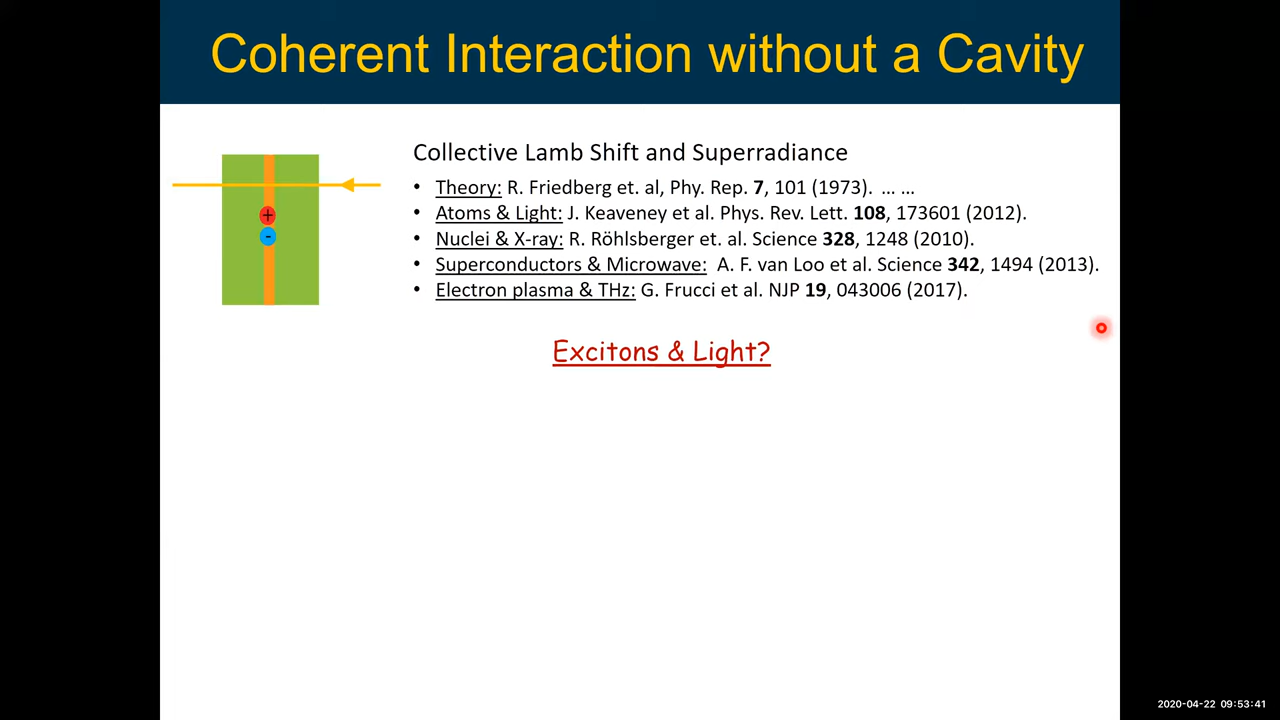 Coherent Interaction without a Cavity
Collective Lamb Shift and Superradiance
• Theory: R. Friedberg et. al, Phy. Rep. 7, 101 (1973). … …
• Atoms & Light: J. Keaveney et al. Phys. Rev. Lett. 108, 173601 (2012).
• Nuclei & X-ray: R. Röhlsberger et. al. Science 328, 1248 (2010).
• Superconductors & Microwave: A. F. van Loo et al. Science 342, 1494 (2013).
• Electron plasma & THz: G. Frucci et al. NJP 19, 043006 (2017).
+
-
Excitons & Light?
2020-04-22 09:53:41